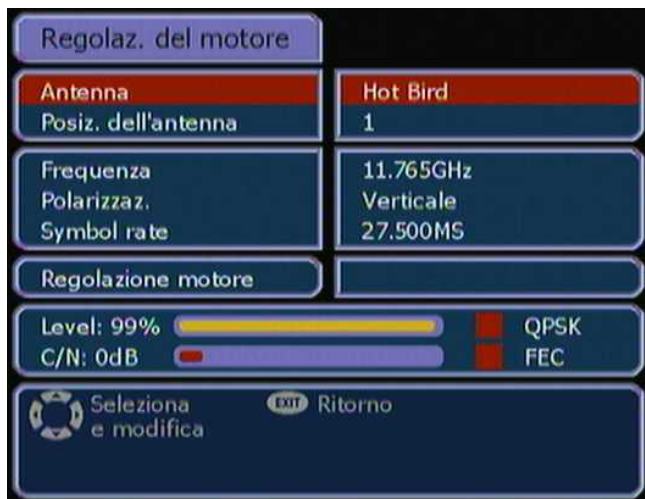 Regolaz. del motore
Antenna Hot Bird
Posiz. dell'antenna 1
Frequenza 11.765GHz
Polarizzaz. Verticale
Symbol rate 27.500MS
Regolazione motore
Level: 99% QPSK
C/N: 0dB FEC
Seleziona e modifica
EXIT Ritorno